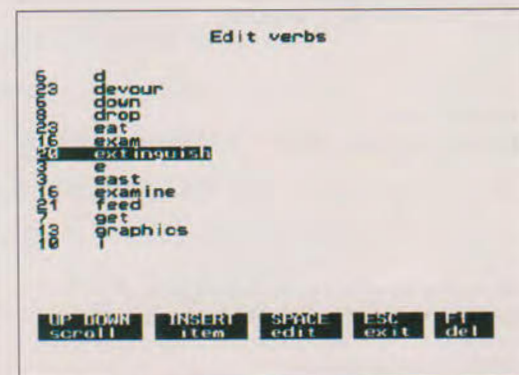 Edit verbs
6 d
23 devour
6 down
8 drop
23 eat
16 exam
20 extinguish
3 e
3 east
16 examine
21 feed
7 get
13 graphics
10 i
UP DOWN INSERT SPACE ESC F1
scroll item edit exit del